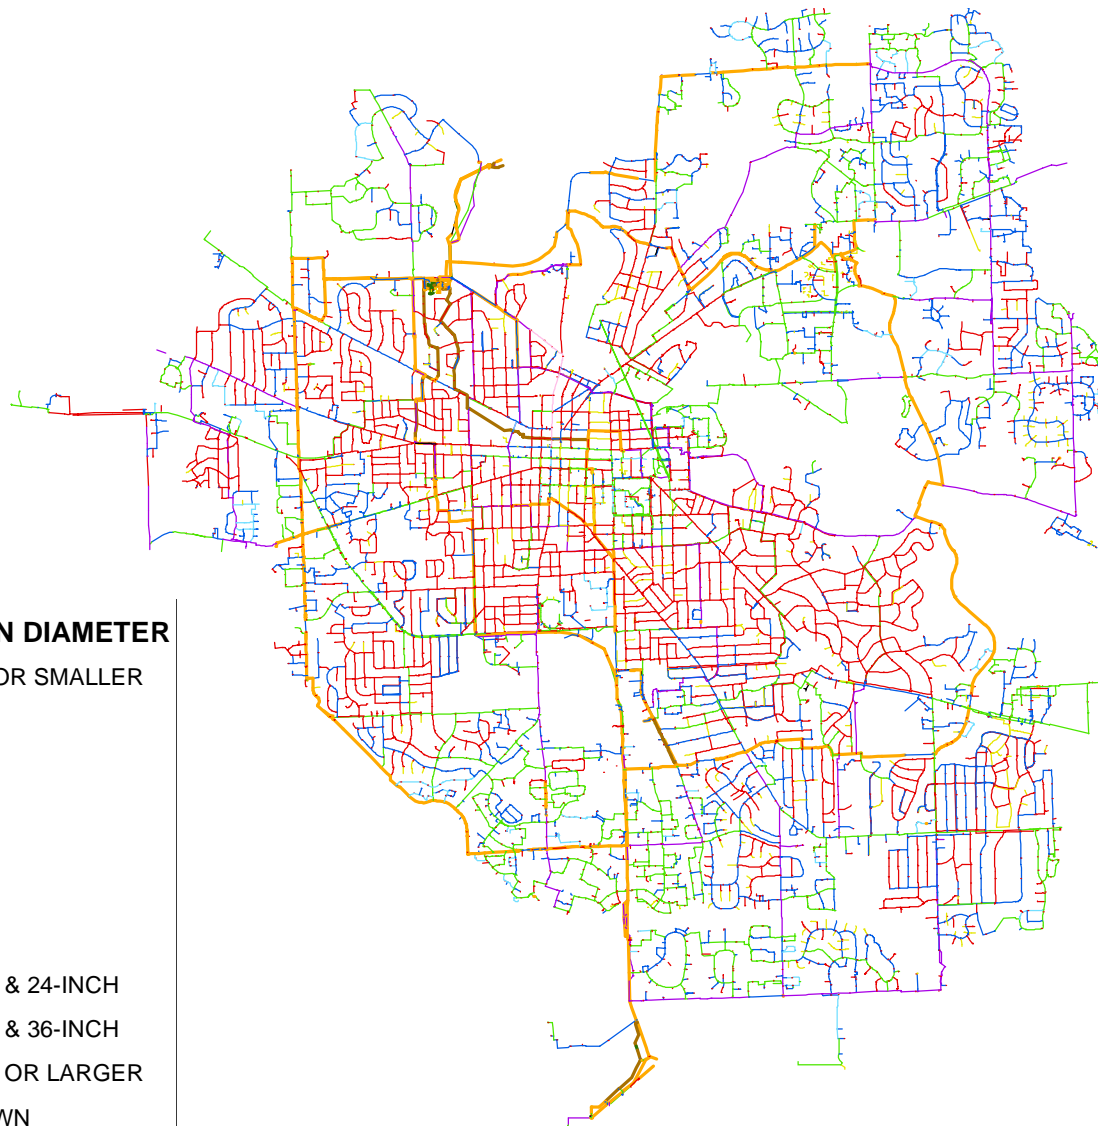 N DIAMETER
OR SMALLER
& 24-INCH
& 36-INCH
OR LARGER
WN